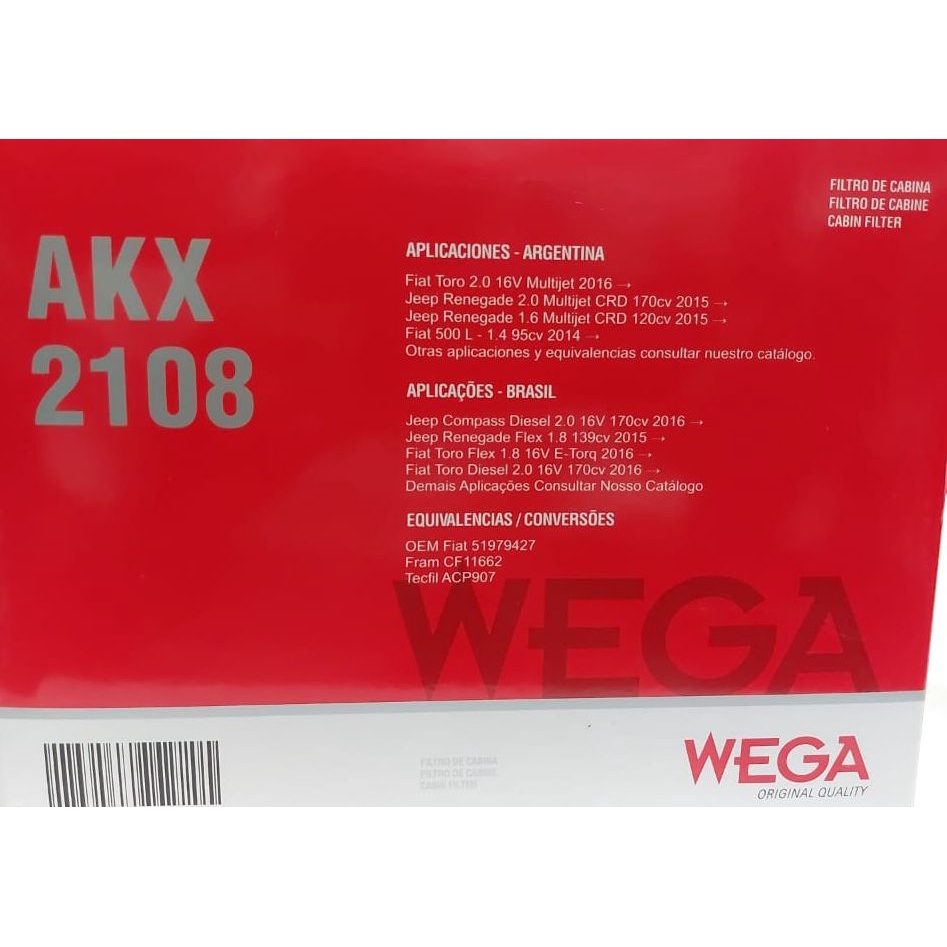 FILTRO DE CABINA
FILTRO DE CABINE
CABIN FILTER
AKX
2108
APLICACIONES - ARGENTINA
Fiat Toro 2.0 16V Multijet 2016 →
Jeep Renegade 2.0 Multijet CRD 170cv 2015 →
Jeep Renegade 1.6 Multijet CRD 120cv 2015 →
Fiat 500 L - 1.4 95cv 2014 →
Otras aplicaciones y equivalencias consultar nuestro catálogo.
APLICAÇÕES - BRASIL
Jeep Compass Diesel 2.0 16V 170cv 2016 →
Jeep Renegade Flex 1.8 139cv 2015 →
Fiat Toro Flex 1.8 16V E-Torq 2016 →
Fiat Toro Diesel 2.0 16V 170cv 2016 →
Demais Aplicações Consultar Nosso Catálogo
EQUIVALENCIAS / CONVERSÕES
OEM Fiat 51979427
Fram CF11662
Tecfil ACP907
WEGA
FILTRO DE CABINA
FILTRO DE CABINE
CABIN FILTER
WEGA
ORIGINAL QUALITY